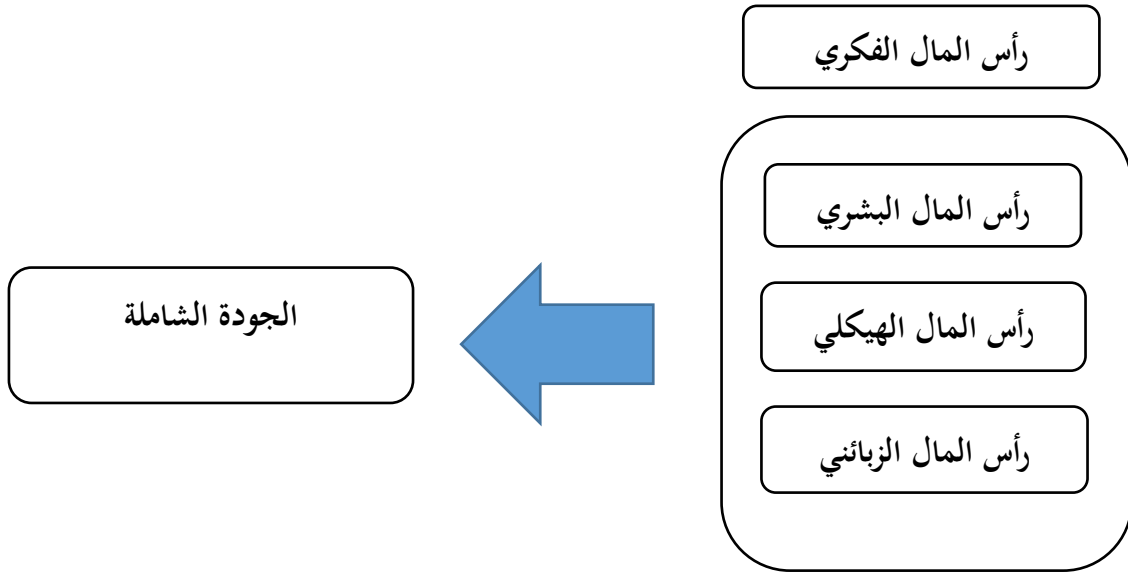 رأس المال الفكري
رأس المال البشري
رأس المال الهيكلي
رأس المال الزبائني
الجودة الشاملة